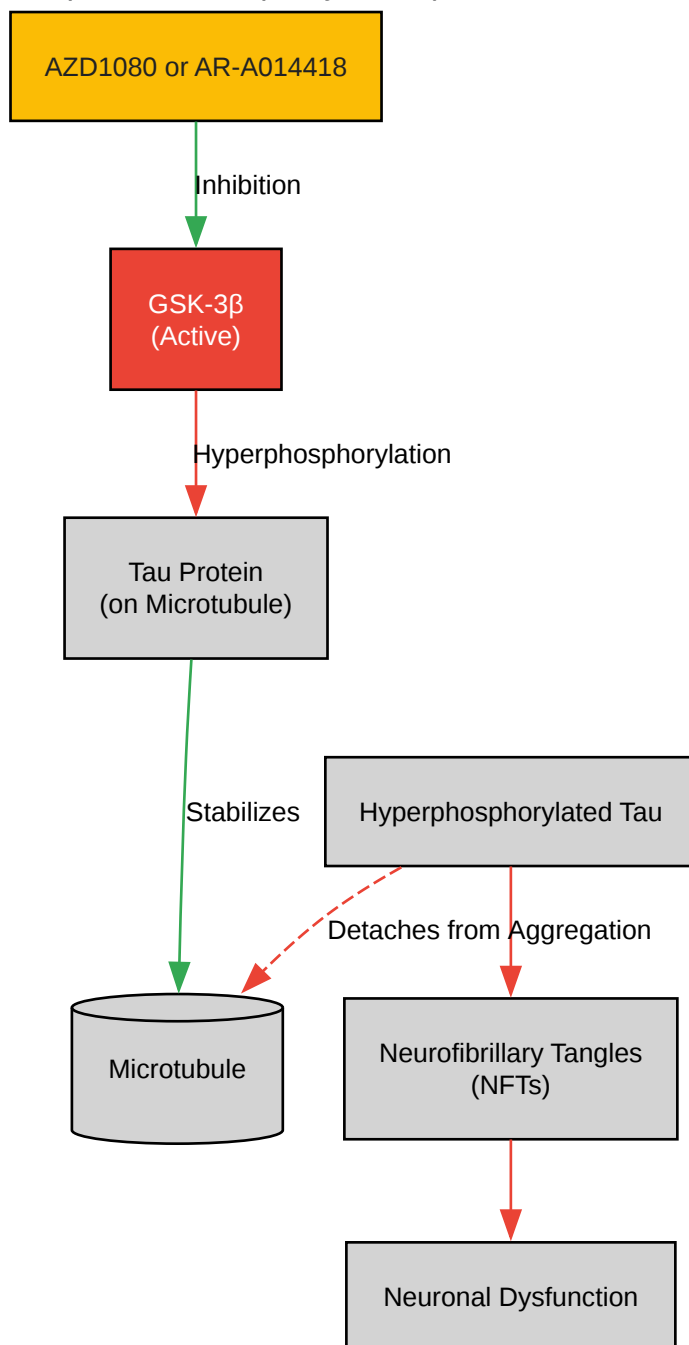 AZD1080 or AR-A014418
Inhibition
GSK-3β
(Active)
Hyperphosphorylation
Tau Protein
(on Microtubule)
Stabilizes
Hyperphosphorylated Tau
Detaches from
Aggregation
Microtubule
Neurofibrillary Tangles
(NFTs)
Neuronal Dysfunction